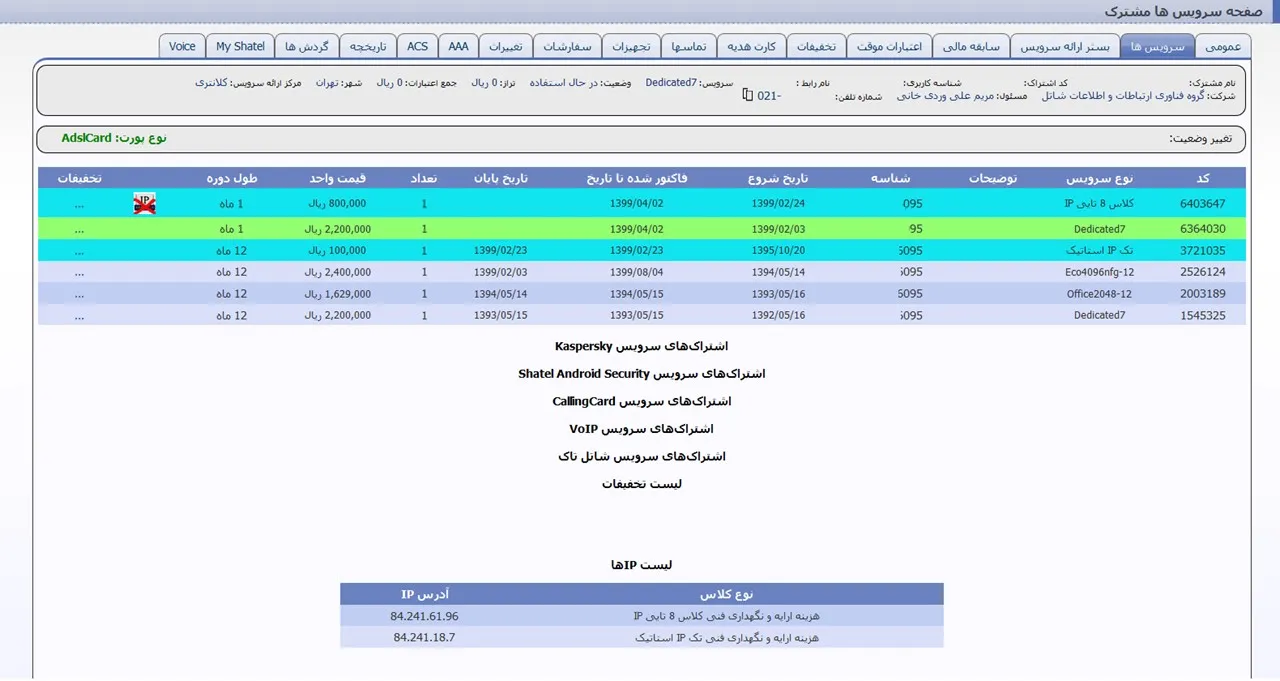 صفحه سرویس ها مشترک
عمومی سرویس ها بستر ارائه سرویس سابقه مالی اعتبارات موقت تخفیفات کارت هدیه تماسها تجهیزات سفارشات تغییرات AAA ACS تاریخچه گردش ها My Shatel Voice
نام مشترک: کد اشتراک: شناسه کاربری: نام رابط : سرویس: Dedicated7 وضعیت: در حال استفاده تراز: 0 ریال جمع اعتبارات: 0 ریال شهر: تهران مرکز ارائه سرویس: کلانتری
شرکت: گروه فناوری ارتباطات و اطلاعات شاتل مسئول: مریم علی وردی خانی شماره تلفن: 021-
تغییر وضعیت: نوع پورت: AdslCard
کد نوع سرویس توضیحات شناسه تاریخ شروع فاکتور شده تا تاریخ تاریخ پایان تعداد قیمت واحد طول دوره تخفیفات
6403647 کلاس 8 تایی IP 095 1399/02/24 1399/04/02 1 800,000 ریال 1 ماه IP ...
6364030 Dedicated7 95 1399/02/03 1399/04/02 1 2,200,000 ریال 1 ماه ...
3721035 تک IP استاتیک 5095 1395/10/20 1399/02/23 1399/02/23 1 100,000 ریال 12 ماه ...
2526124 Eco4096nfg-12 5095 1394/05/14 1399/08/04 1399/02/03 1 2,400,000 ریال 12 ماه ...
2003189 Office2048-12 5095 1393/05/16 1394/05/15 1394/05/14 1 1,629,000 ریال 12 ماه ...
1545325 Dedicated7 5095 1392/05/16 1393/05/15 1393/05/15 1 2,200,000 ریال 12 ماه ...
اشتراک‌های سرویس Kaspersky
اشتراک‌های سرویس Shatel Android Security
اشتراک‌های سرویس CallingCard
اشتراک‌های سرویس VoIP
اشتراک‌های سرویس شاتل تاک
لیست تخفیفات
لیست IPها
نوع کلاس آدرس IP
هزینه ارایه و نگهداری فنی کلاس 8 تایی IP 84.241.61.96
هزینه ارایه و نگهداری فنی تک IP استاتیک 84.241.18.7